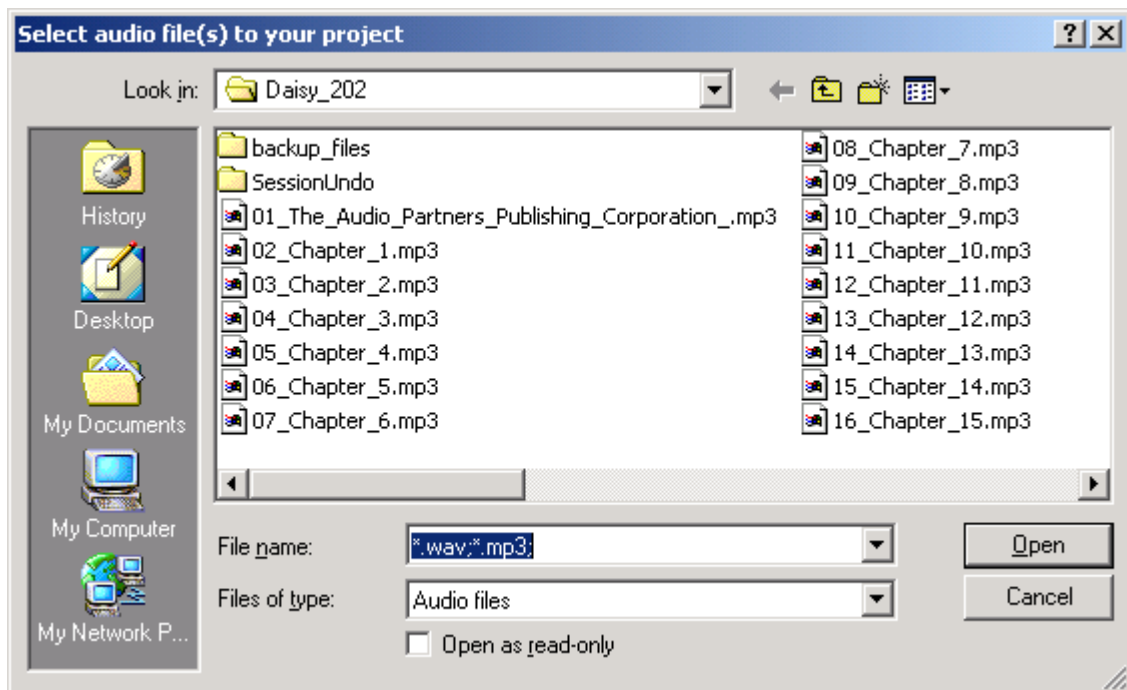 Select audio file(s) to your project
Look in: Daisy_202
History
Desktop
My Documents
My Computer
My Network P...
backup_files
SessionUndo
01_The_Audio_Partners_Publishing_Corporation_.mp3
02_Chapter_1.mp3
03_Chapter_2.mp3
04_Chapter_3.mp3
05_Chapter_4.mp3
06_Chapter_5.mp3
07_Chapter_6.mp3
08_Chapter_7.mp3
09_Chapter_8.mp3
10_Chapter_9.mp3
11_Chapter_10.mp3
12_Chapter_11.mp3
13_Chapter_12.mp3
14_Chapter_13.mp3
15_Chapter_14.mp3
16_Chapter_15.mp3
File name: *.wav;*.mp3; Open
Files of type: Audio files Cancel
Open as read-only